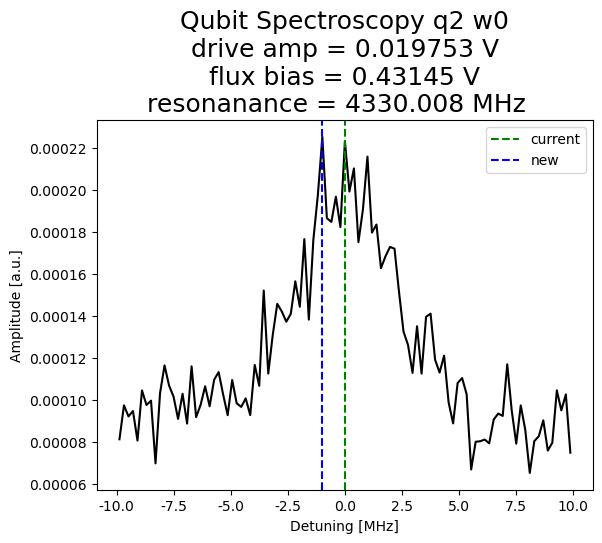 Qubit Spectroscopy q2 w0
drive amp = 0.019753 V
flux bias = 0.43145 V
resonanance = 4330.008 MHz
current
new
0.00022
0.00020
0.00018
0.00016
0.00014
0.00012
0.00010
0.00008
0.00006
Amplitude [a.u.]
-10.0 -7.5 -5.0 -2.5 0.0 2.5 5.0 7.5 10.0
Detuning [MHz]